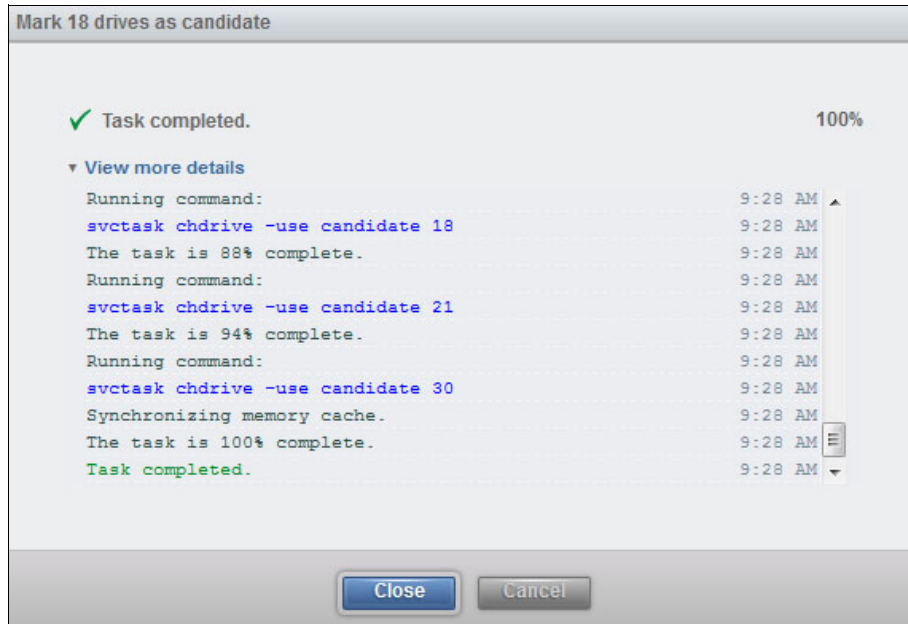 Mark 18 drives as candidate
Task completed. 100%
View more details
Running command: 9:28 AM
svctask chdrive -use candidate 18 9:28 AM
The task is 88% complete. 9:28 AM
Running command: 9:28 AM
svctask chdrive -use candidate 21 9:28 AM
The task is 94% complete. 9:28 AM
Running command: 9:28 AM
svctask chdrive -use candidate 30 9:28 AM
Synchronizing memory cache. 9:28 AM
The task is 100% complete. 9:28 AM
Task completed. 9:28 AM
Close Cancel